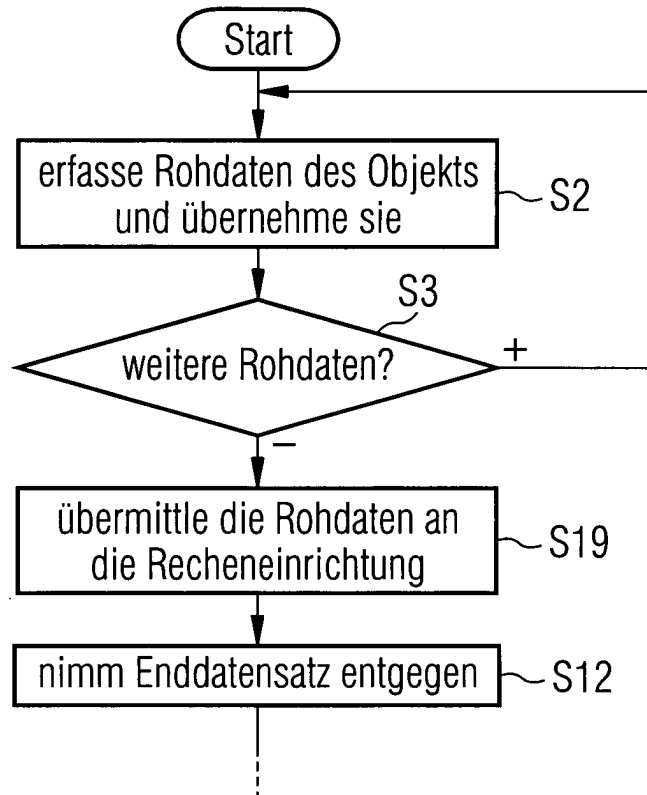 Start
erfasse Rohdaten des Objekts
und übernehme sie
S2
S3
weitere Rohdaten?
+
–
übermittle die Rohdaten an
die Recheneinrichtung
S19
nimm Enddatensatz entgegen
S12